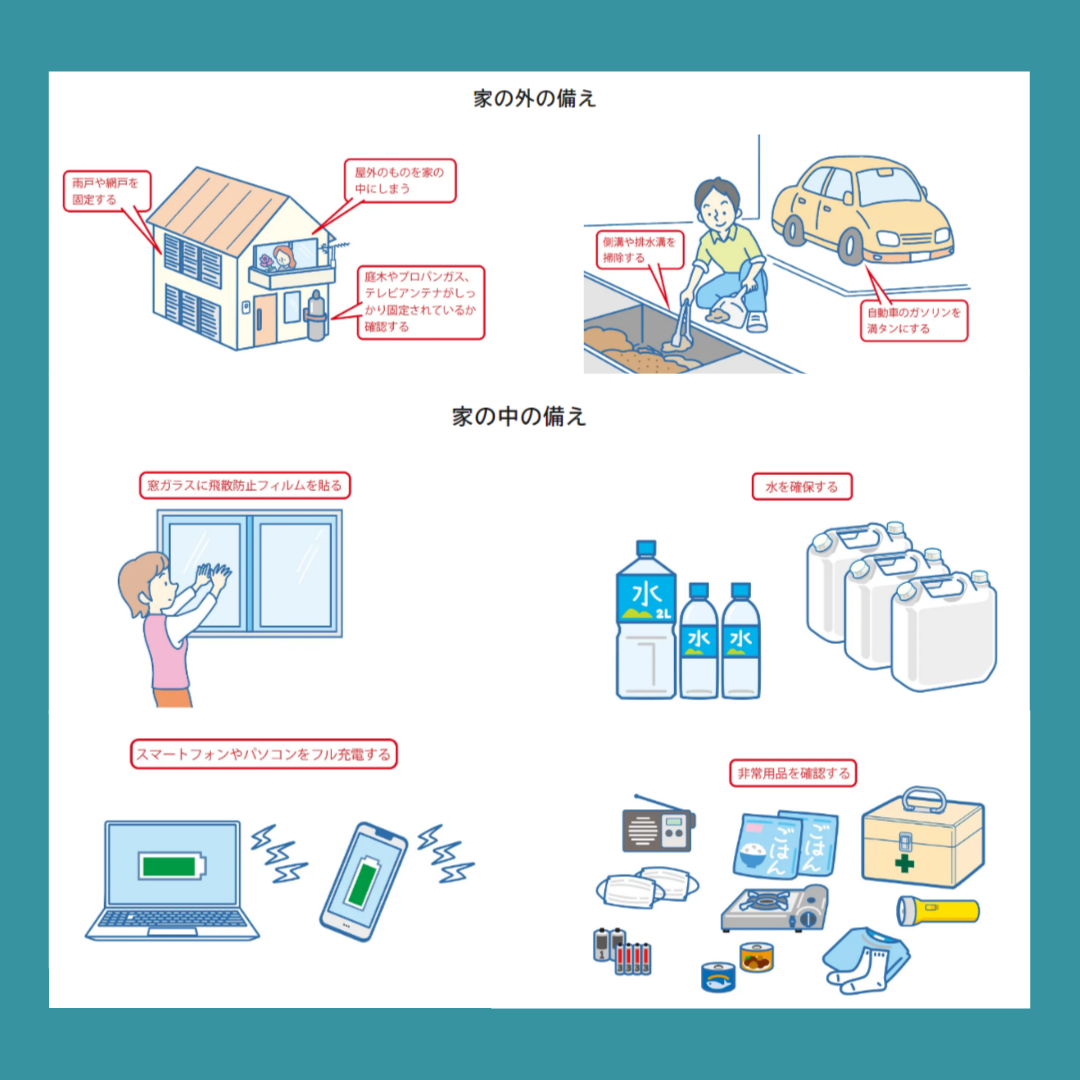 家の外の備え
雨戸や網戸を
固定する
屋外のものを家の
中にしまう
庭木やプロパンガス、
テレビアンテナがしっ
かり固定されているか
確認する
側溝や排水溝を
掃除する
自動車のガソリンを
満タンにする
家の中の備え
窓ガラスに飛散防止フィルムを貼る
水を確保する
水
2L
水
水
スマートフォンやパソコンをフル充電する
非常用品を確認する
ごはん
ごはん
1
3
3
3
3